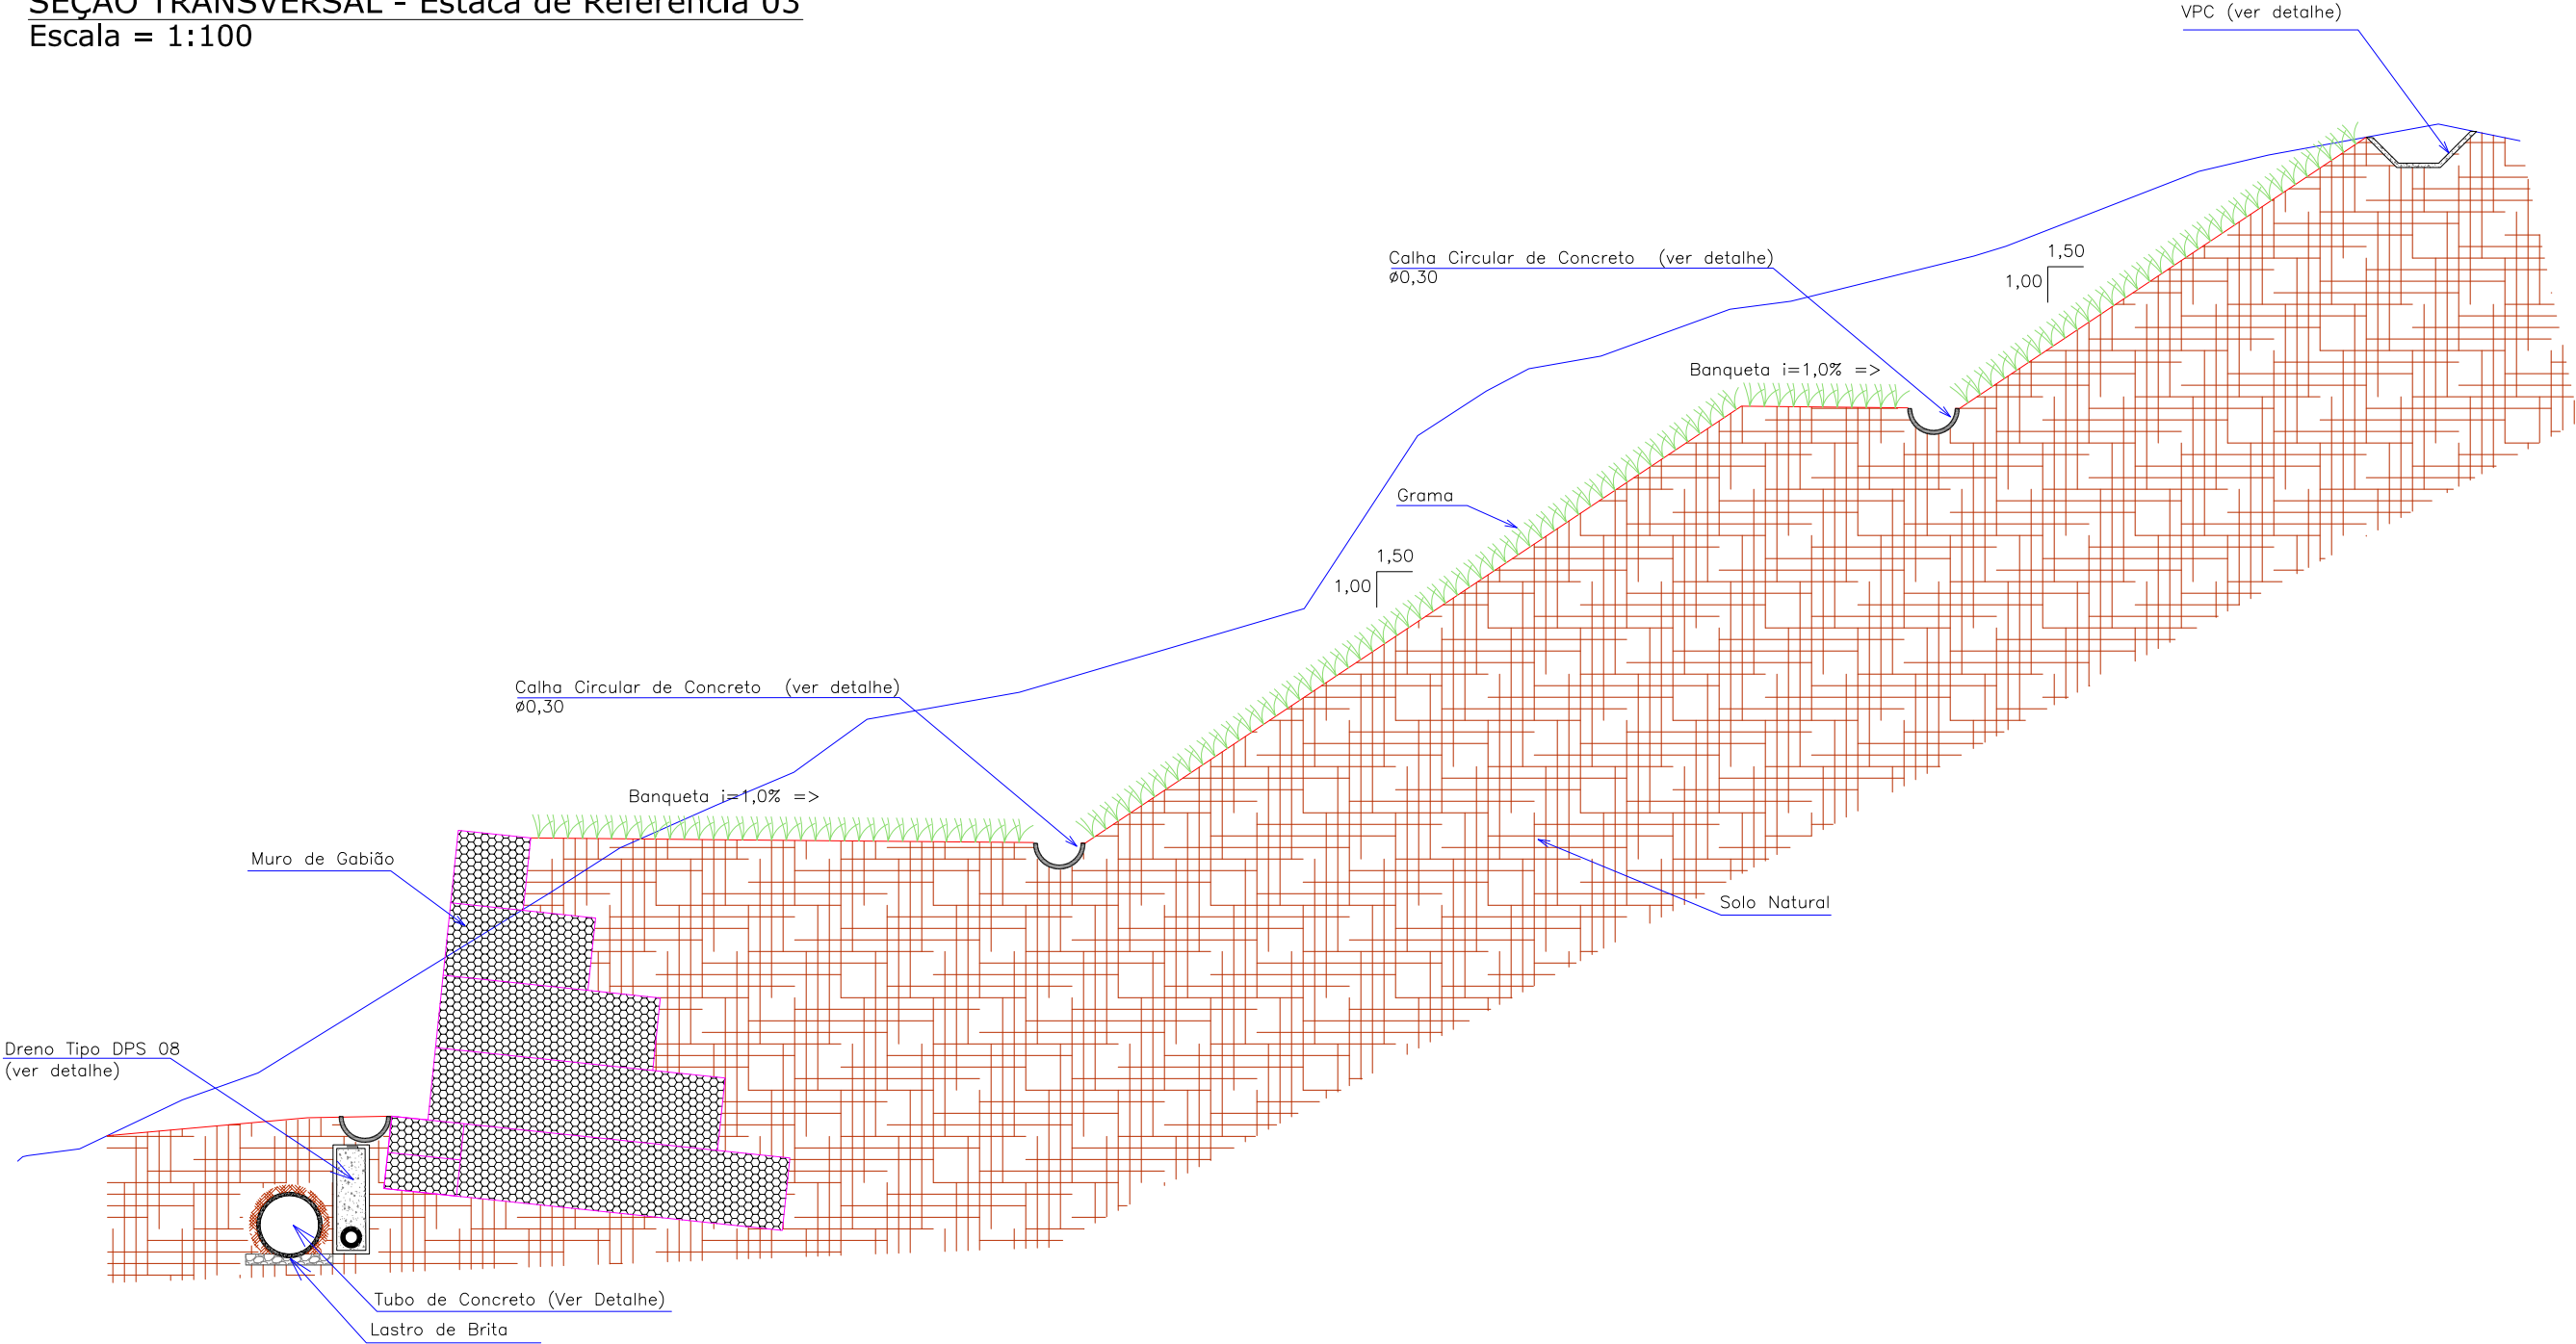 SEÇÃO TRANSVERSAL - Estaca de Referência 03
Escala = 1:100
VPC (ver detalhe)
Calha Circular de Concreto (ver detalhe)
ø0,30
1,50
1,00
Banqueta i=1,0% =>
Grama
1,50
1,00
Calha Circular de Concreto (ver detalhe)
ø0,30
Banqueta i=1,0% =>
Muro de Gabião
Solo Natural
Dreno Tipo DPS 08
(ver detalhe)
Tubo de Concreto (Ver Detalhe)
Lastro de Brita